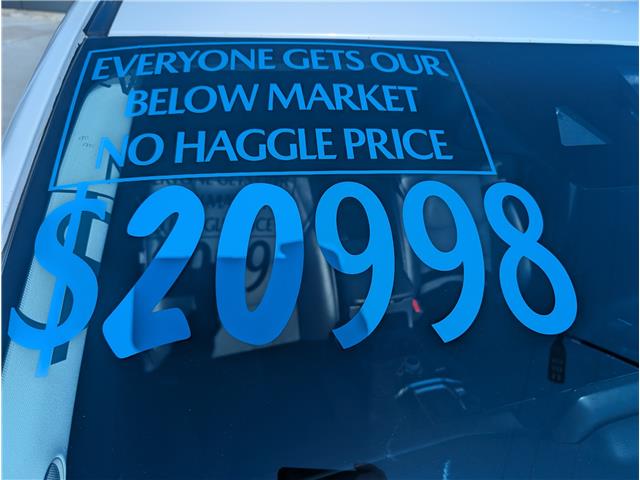 EVERYONE GETS OUR
BELOW MARKET
NO HAGGLE PRICE
$20998